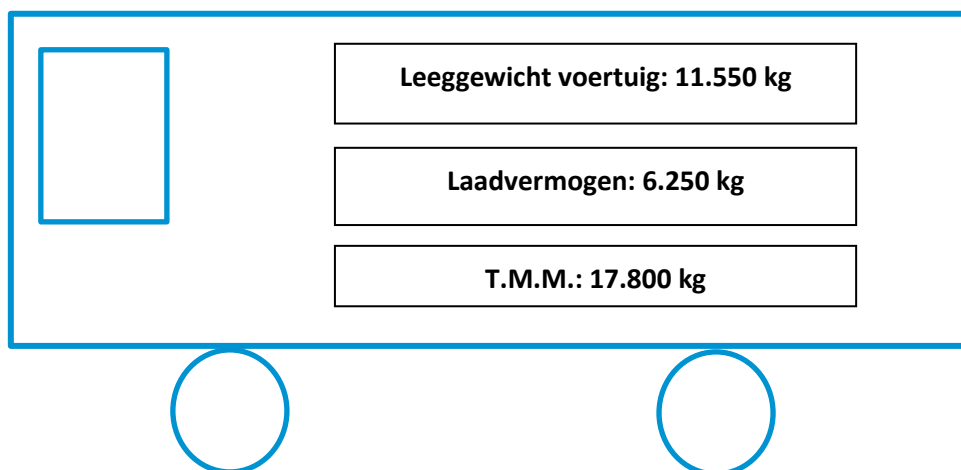 Leeggewicht voertuig: 11.550 kg
Laadvermogen: 6.250 kg
T.M.M.: 17.800 kg